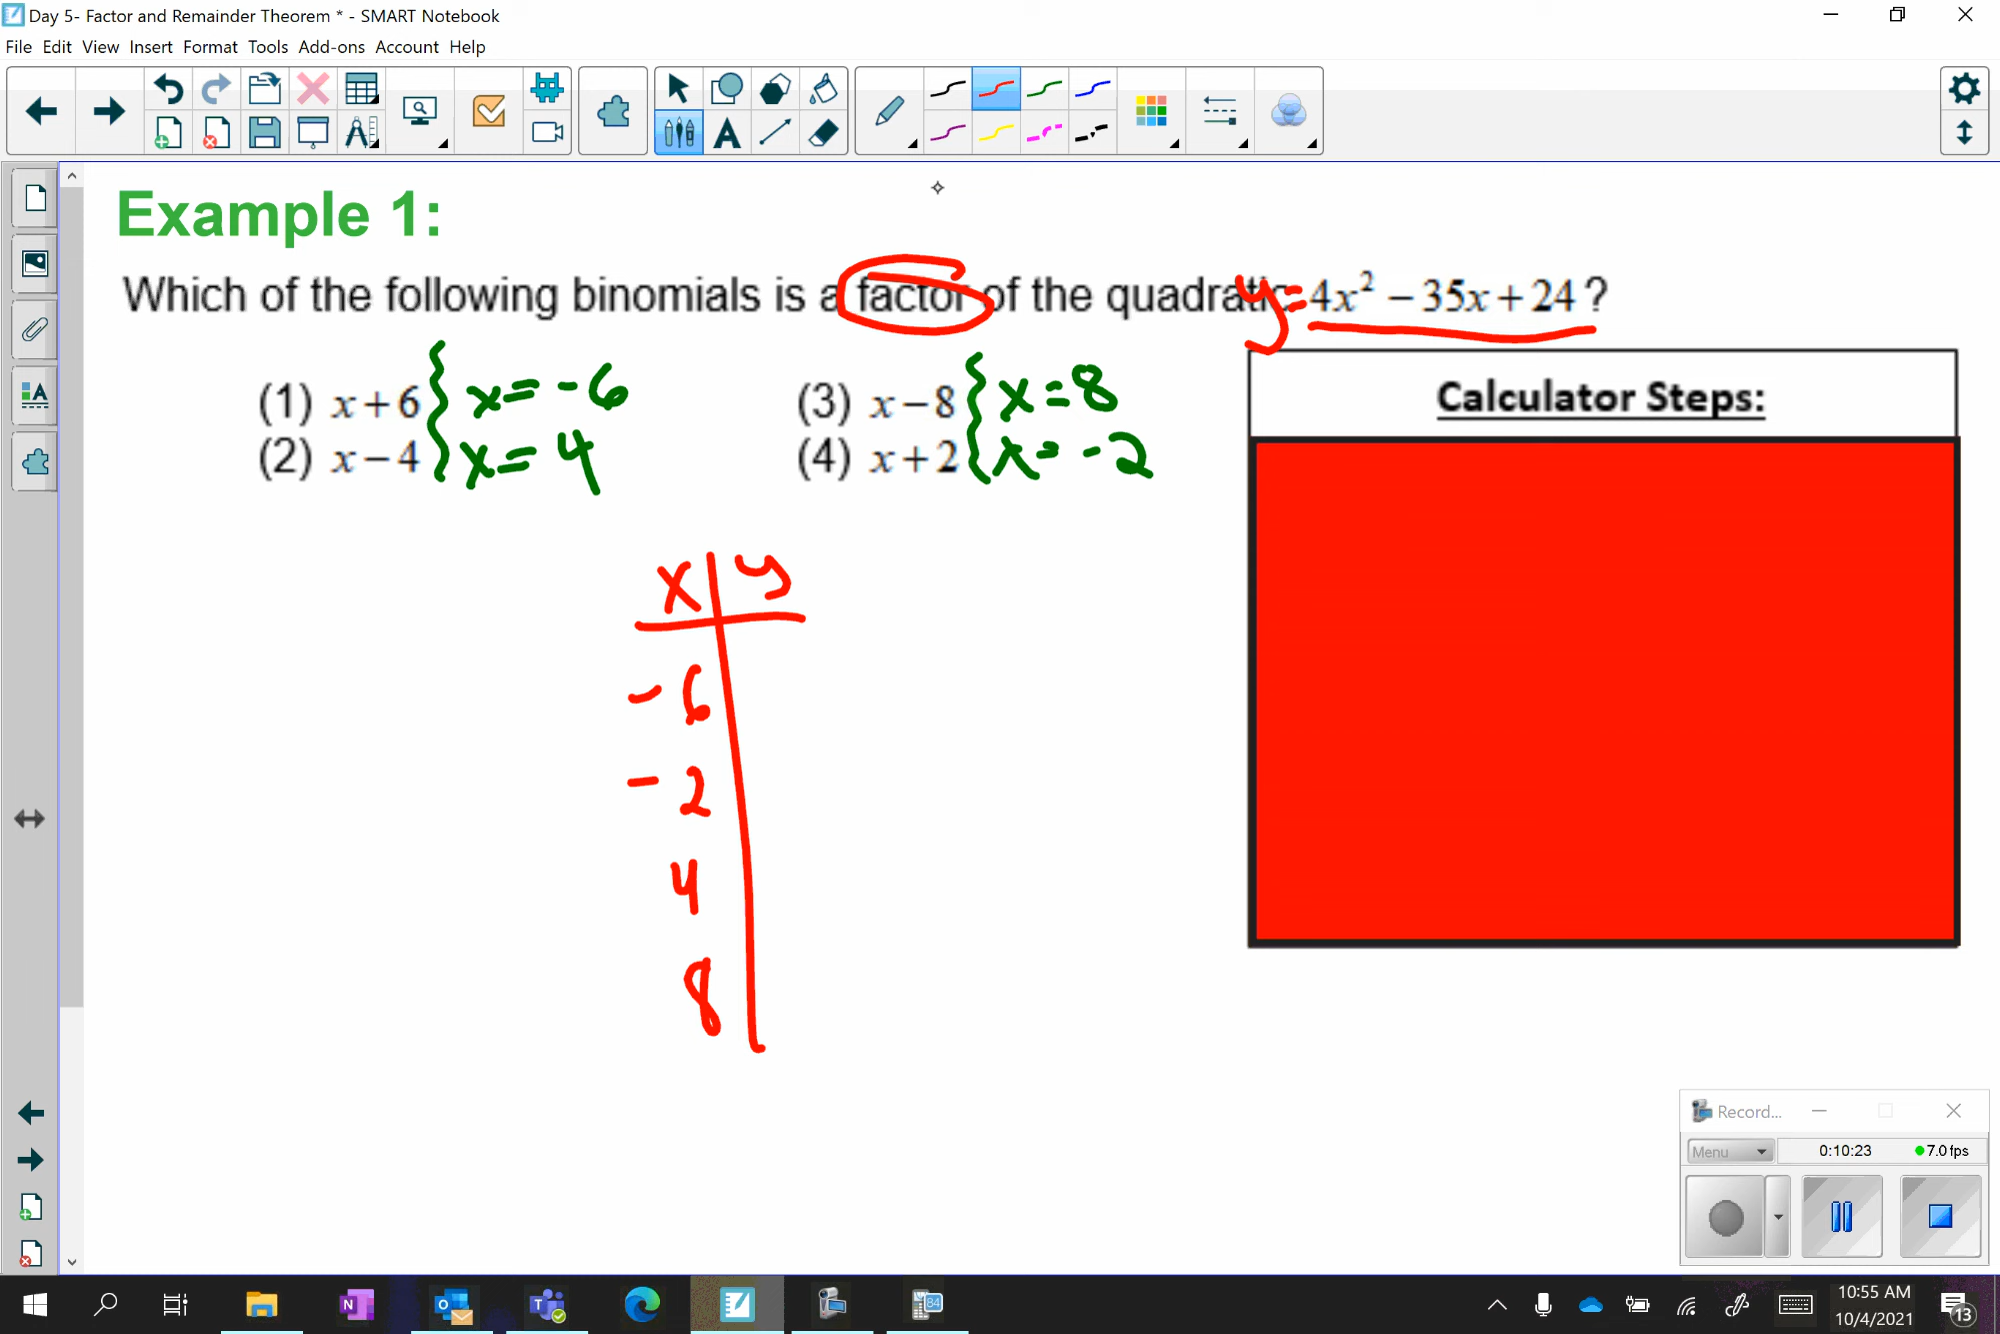 Day 5- Factor and Remainder Theorem * - SMART Notebook
File Edit View Insert Format Tools Add-ons Account Help
Example 1:
Which of the following binomials is a factor of the quadratic y= 4x² − 35x + 24 ?
(1) x+6 { x = -6
(3) x−8 { x = 8
(2) x−4 { x = 4
(4) x+2 { x = -2
Calculator Steps:
x | y
-6
-2
4
8
Record...
Menu 0:10:23 7.0 fps
10:55 AM
10/4/2021
13
84